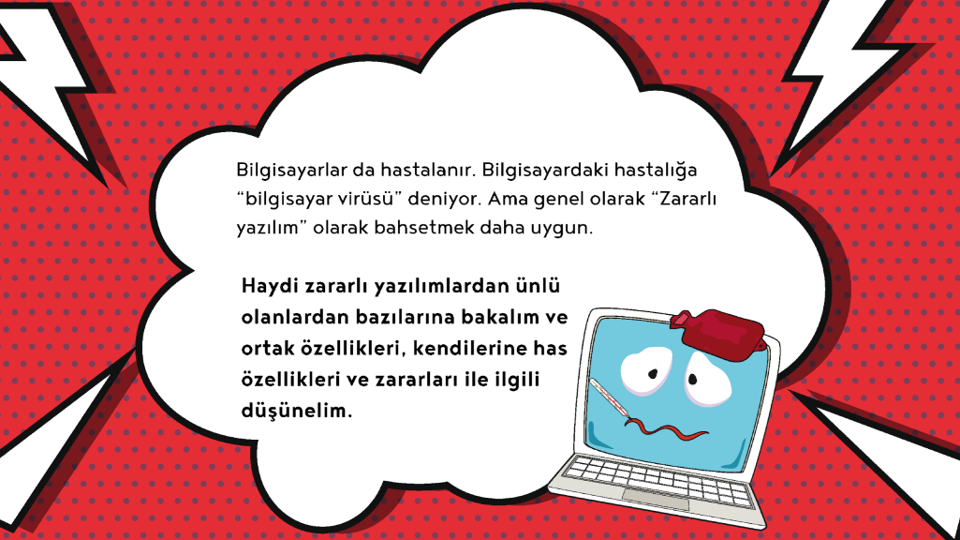 Bilgisayarlar da hastalanır. Bilgisayardaki hastalığa
“bilgisayar virüsü” deniyor. Ama genel olarak “Zararlı
yazılım” olarak bahsetmek daha uygun.
Haydi zararlı yazılımlardan ünlü
olanlardan bazılarına bakalım ve
ortak özellikleri, kendilerine has
özellikleri ve zararları ile ilgili
düşünelim.